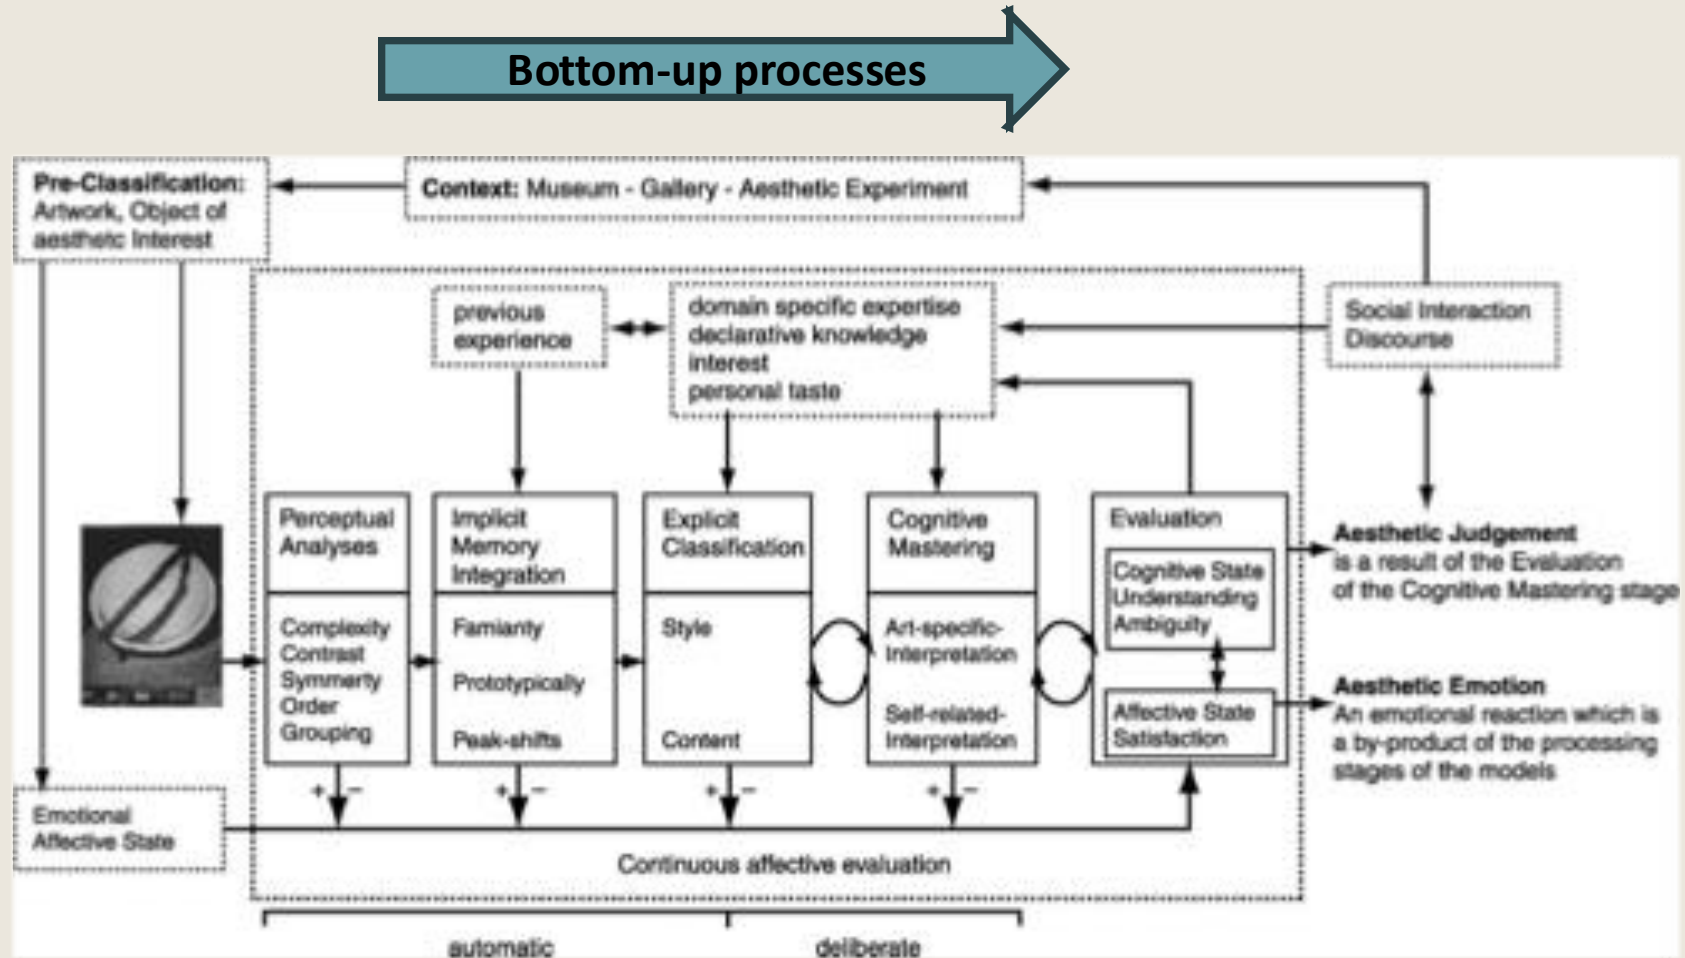 Bottom-up processes
Pre-Classification:
Artwork, Object of
aesthetc Interest
Context: Museum - Gallery - Aesthetic Experiment
previous
experience
domain specific expertise
declarative knowledge
interest
personal taste
Social Interaction
Discourse
Perceptual
Analyses
Complexity
Contrast
Symmerty
Order
Grouping
Implicit
Memory
Integration
Famianty
Prototypically
Peak-shifts
Explicit
Classification
Style
Content
Cognitive
Mastering
Art-specific-
Interpretation
Self-related-
Interpretation
Evaluation
Cognitive State
Understanding
Ambiguity
Affective State
Satisfaction
Aesthetic Judgement
is a result of the Evaluation
of the Cognitive Mastering stage
Aesthetic Emotion
An emotional reaction which is
a by-product of the processing
stages of the models
+ −
+ −
+ −
+ −
Emotional
Affective State
Continuous affective evaluation
automatic
deliberate